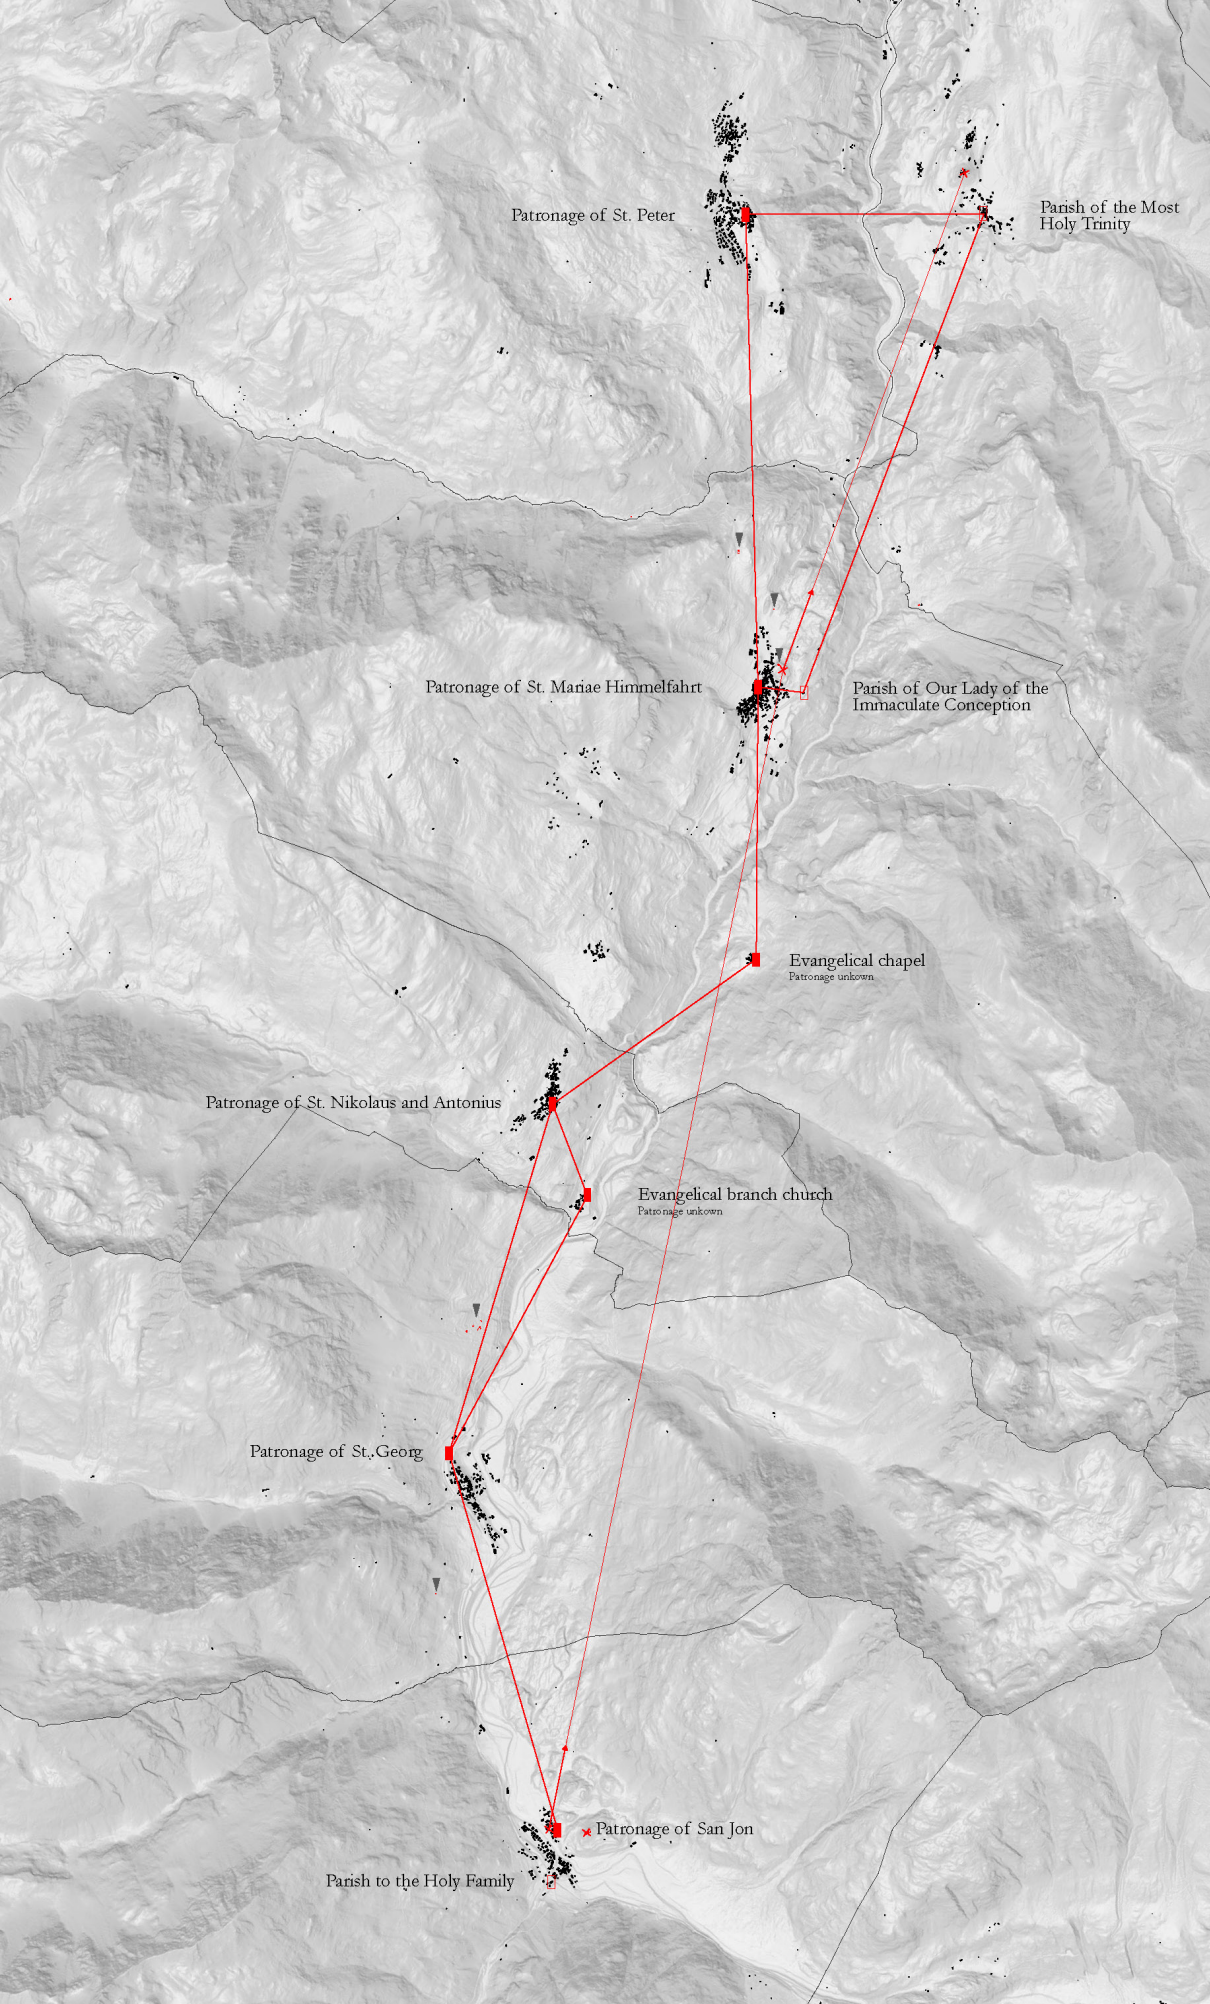 Patronage of St. Peter
Parish of the Most
Holy Trinity
Patronage of St. Mariae Himmelfahrt
Parish of Our Lady of the
Immaculate Conception
Evangelical chapel
Patronage unkown
Patronage of St. Nikolaus and Antonius
Evangelical branch church
Patronage unkown
Patronage of St. Georg
Patronage of San Jon
Parish to the Holy Family